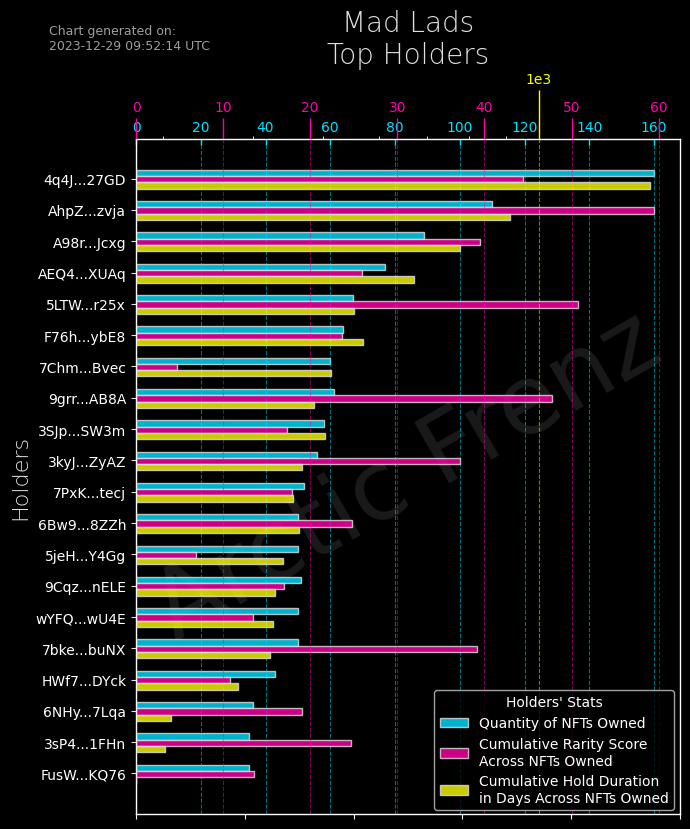 Chart generated on:
2023-12-29 09:52:14 UTC
Mad Lads
Top Holders
1e3
0 10 20 30 40 50 60
0 20 40 60 80 100 120 140 160
4q4J...27GD
AhpZ...zvja
A98r...Jcxg
AEQ4...XUAq
5LTW...r25x
F76h...ybE8
7Chm...Bvec
9grr...AB8A
3SJp...SW3m
3kyJ...ZyAZ
7PxK...tecj
6Bw9...8ZZh
5jeH...Y4Gg
9Cqz...nELE
wYFQ...wU4E
7bke...buNX
HWf7...DYck
6NHy...7Lqa
3sP4...1FHn
FusW...KQ76
Holders
Arctic Frenz
Holders' Stats
Quantity of NFTs Owned
Cumulative Rarity Score
Across NFTs Owned
Cumulative Hold Duration
in Days Across NFTs Owned